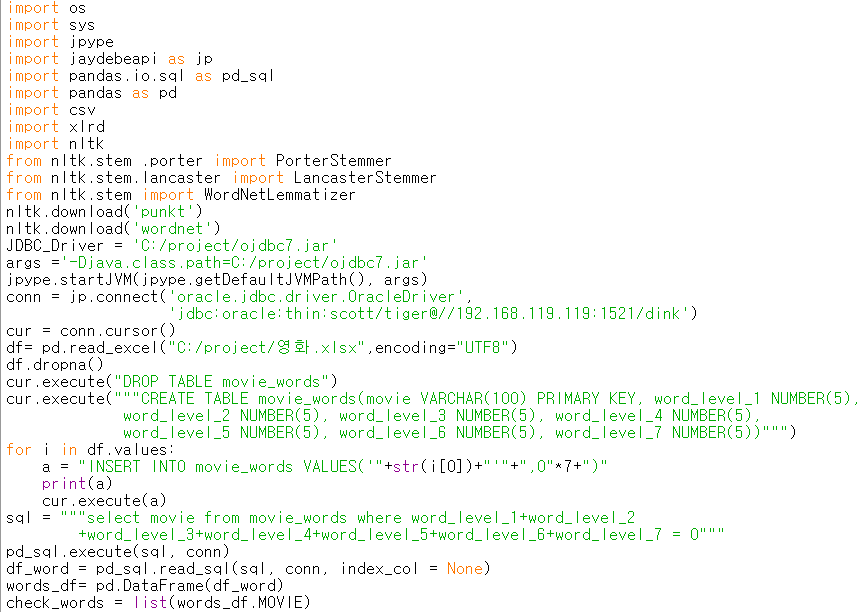 import os
import sys
import jpype
import jaydebeapi as jp
import pandas.io.sql as pd_sql
import pandas as pd
import csv
import xlrd
import nltk
from nltk.stem .porter import PorterStemmer
from nltk.stem.lancaster import LancasterStemmer
from nltk.stem import WordNetLemmatizer
nltk.download('punkt')
nltk.download('wordnet')
JDBC_Driver = 'C:/project/ojdbc7.jar'
args ='-Djava.class.path=C:/project/ojdbc7.jar'
jpype.startJVM(jpype.getDefaultJVMPath(), args)
conn = jp.connect('oracle.jdbc.driver.OracleDriver',
'jdbc:oracle:thin:scott/tiger@//192.168.119.119:1521/dink')
cur = conn.cursor()
df= pd.read_excel("C:/project/영화.xlsx",encoding="UTF8")
df.dropna()
cur.execute("DROP TABLE movie_words")
cur.execute("""CREATE TABLE movie_words(movie VARCHAR(100) PRIMARY KEY, word_level_1 NUMBER(5),
word_level_2 NUMBER(5), word_level_3 NUMBER(5), word_level_4 NUMBER(5),
word_level_5 NUMBER(5), word_level_6 NUMBER(5), word_level_7 NUMBER(5))""")
for i in df.values:
a = "INSERT INTO movie_words VALUES('"+str(i[0])+"'"+",0"*7+")"
print(a)
cur.execute(a)
sql = """select movie from movie_words where word_level_1+word_level_2
+word_level_3+word_level_4+word_level_5+word_level_6+word_level_7 = 0"""
pd_sql.execute(sql, conn)
df_word = pd_sql.read_sql(sql, conn, index_col = None)
words_df= pd.DataFrame(df_word)
check_words = list(words_df.MOVIE)